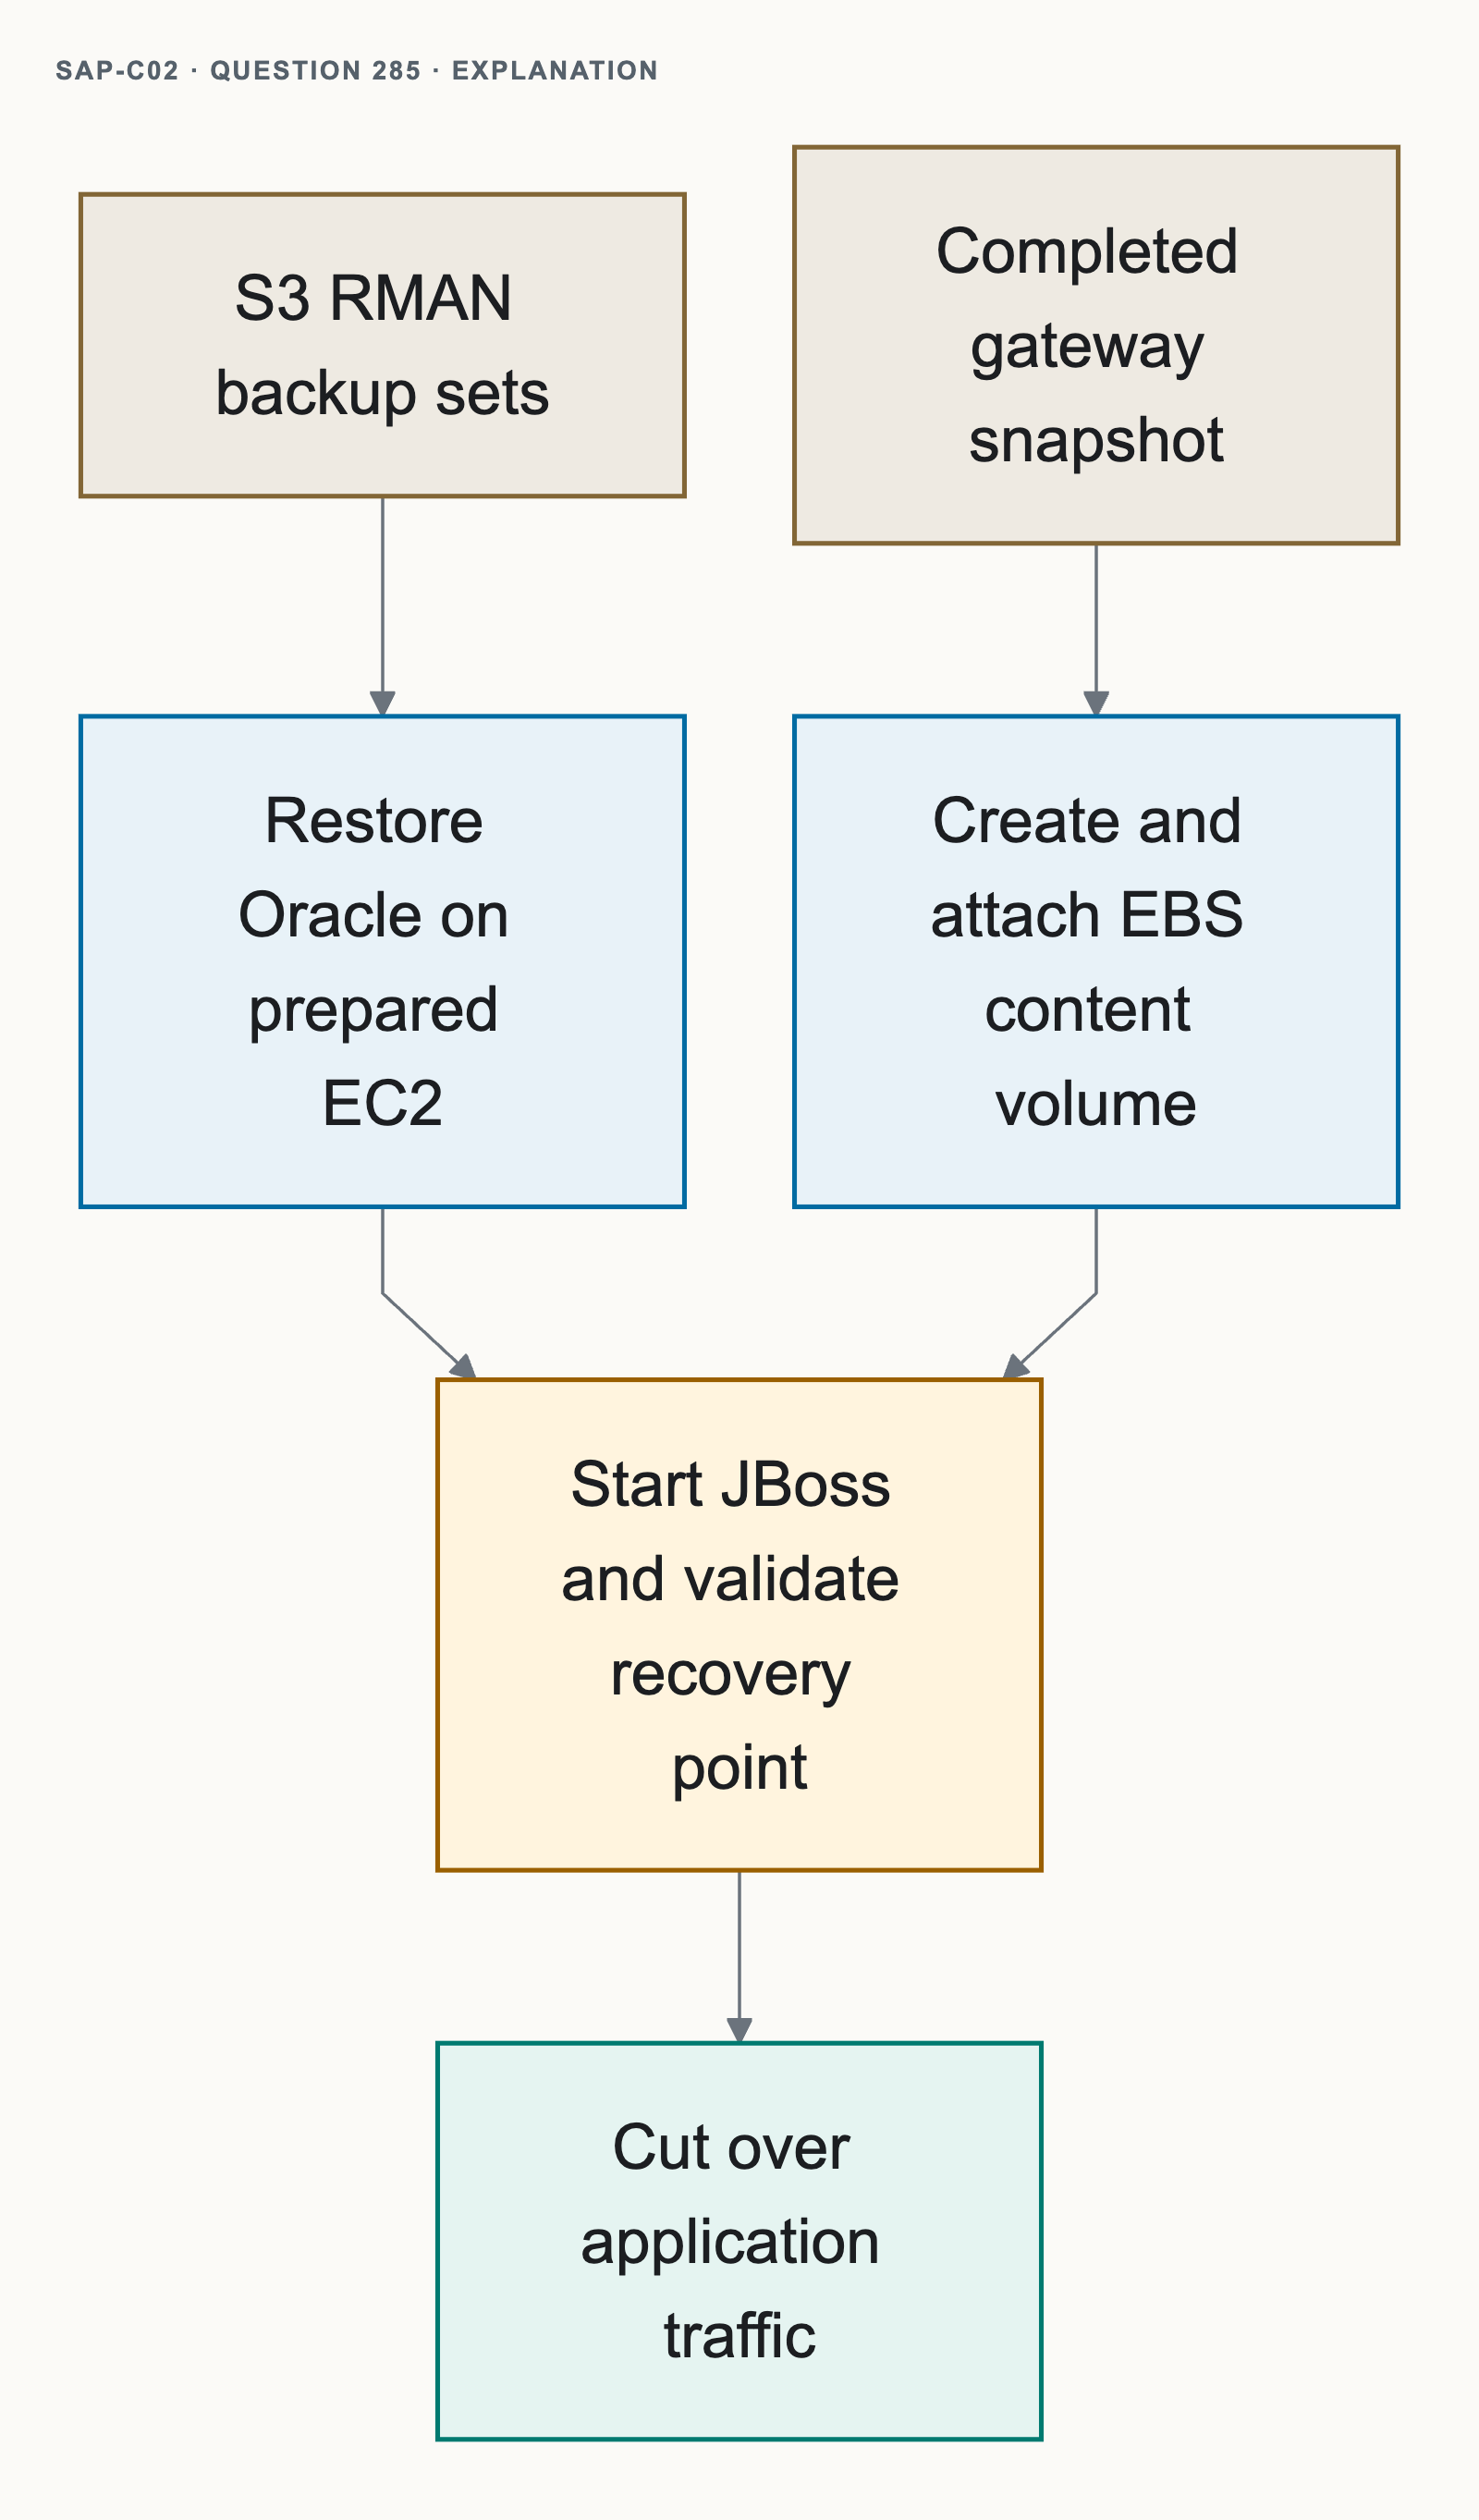 SAP-C02 · QUESTION 285 · EXPLANATION
S3 RMAN
backup sets
Completed
gateway
snapshot
Restore
Oracle on
prepared
EC2
Create and
attach EBS
content
volume
Start JBoss
and validate
recovery
point
Cut over
application
traffic